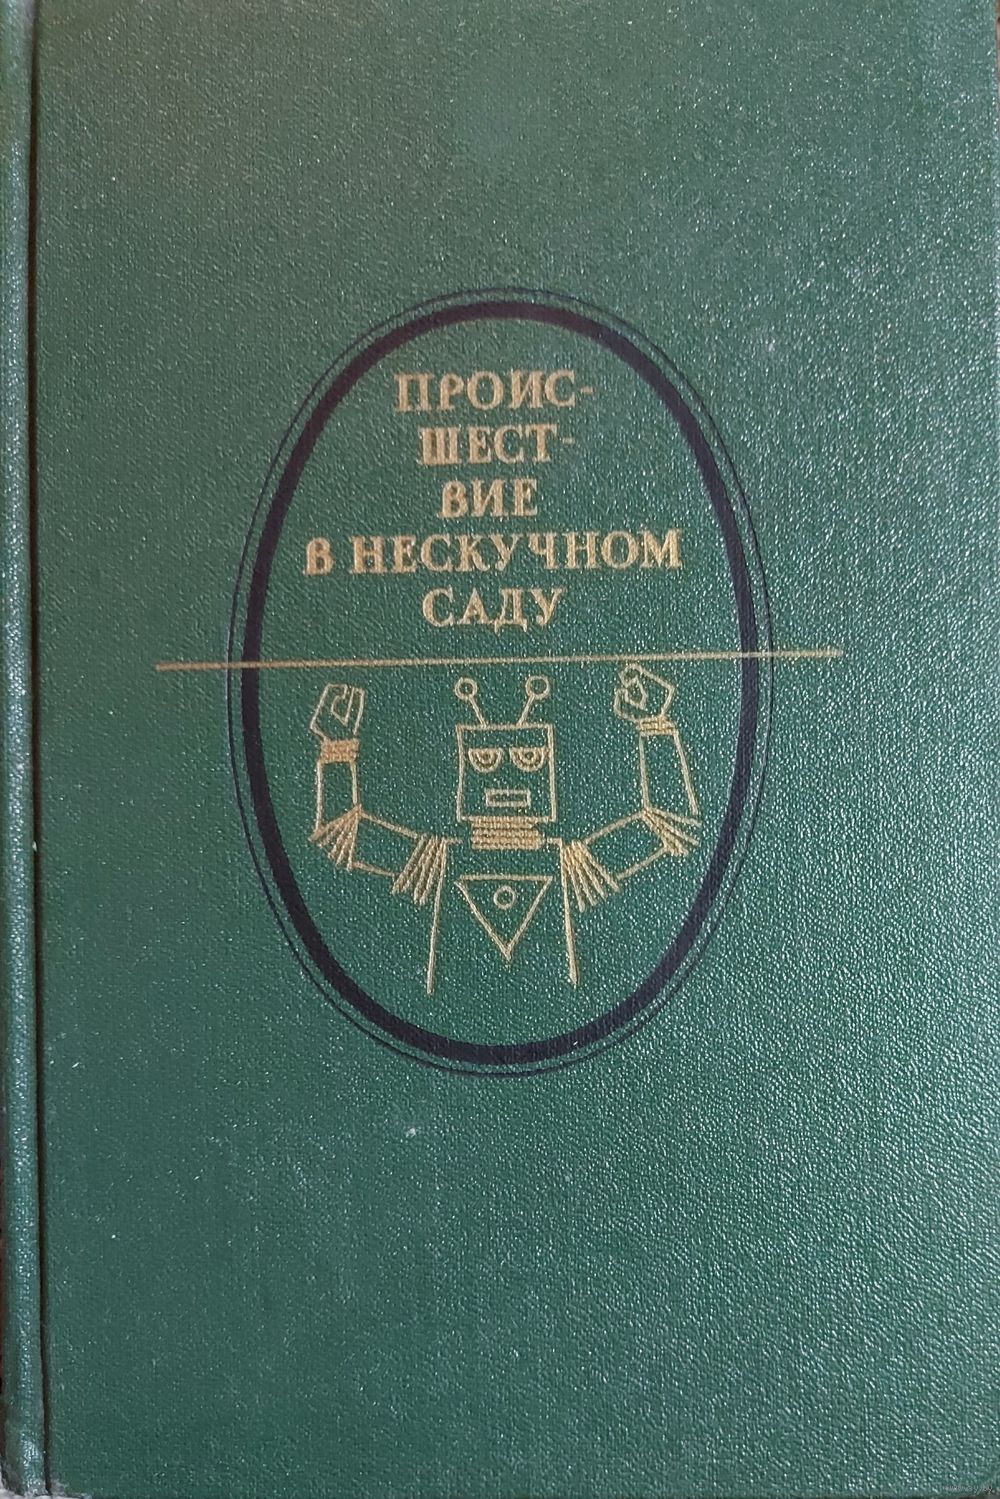 ПРОИС-
ШЕСТ-
ВИЕ
В НЕСКУЧНОМ
САДУ